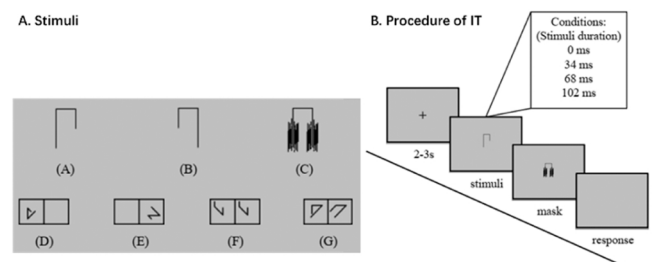 A. Stimuli
(A) (B) (C)
(D) (E) (F) (G)
B. Procedure of IT
Conditions:
(Stimuli duration)
0 ms
34 ms
68 ms
102 ms
+
2-3s
stimuli
mask
response